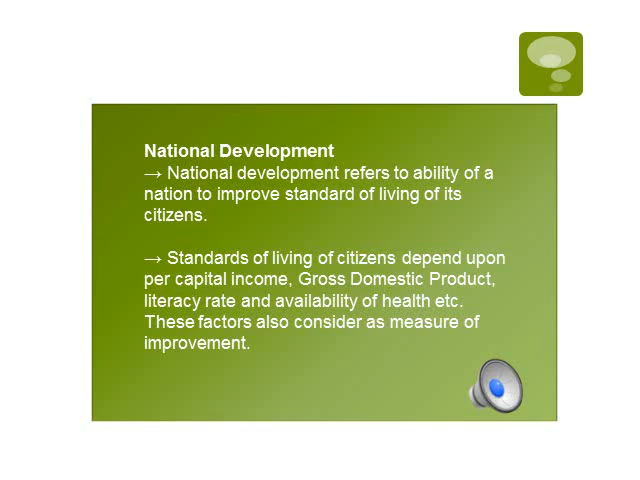 National Development
→ National development refers to ability of a
nation to improve standard of living of its
citizens.
→ Standards of living of citizens depend upon
per capital income, Gross Domestic Product,
literacy rate and availability of health etc.
These factors also consider as measure of
improvement.